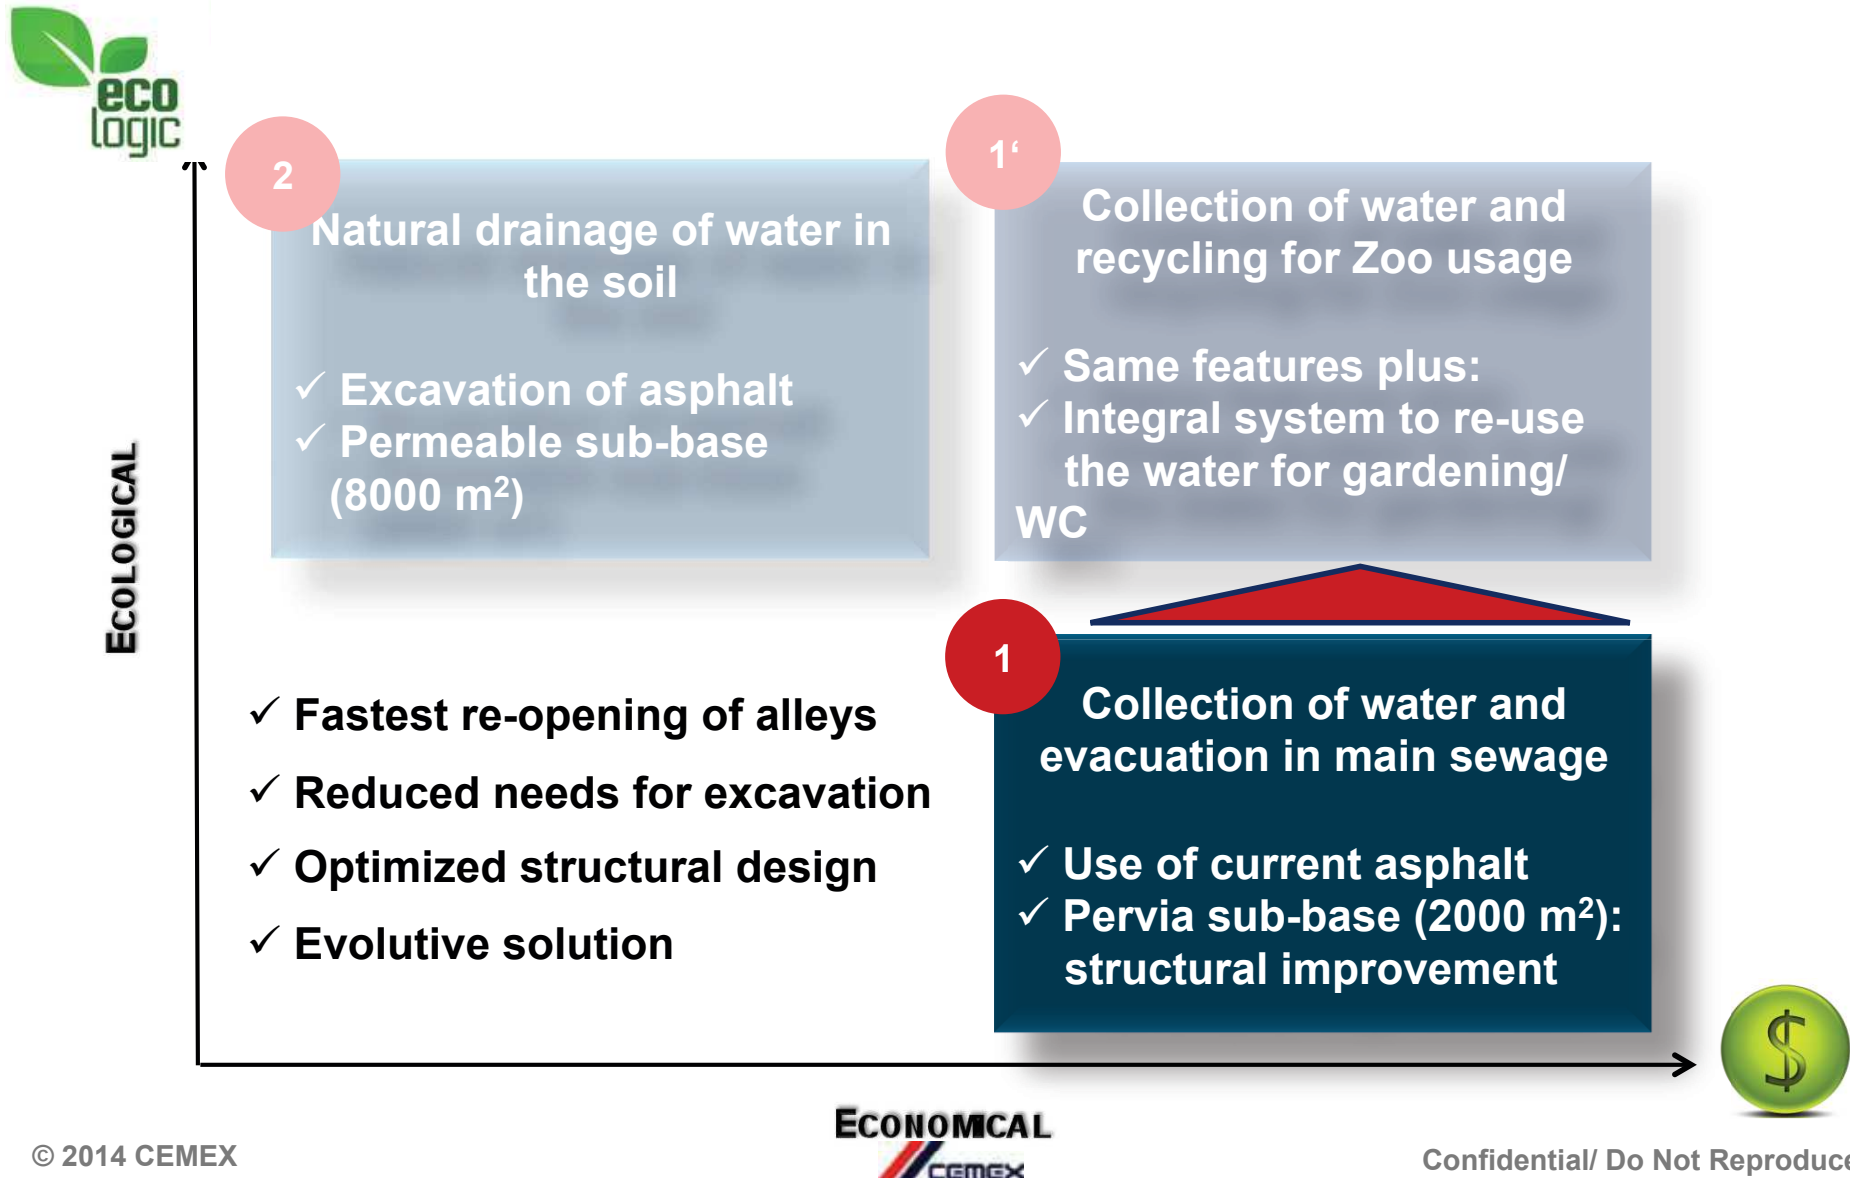 eco
logic
2
Natural drainage of water in
the soil
✓ Excavation of asphalt
✓ Permeable sub-base
(8000 m²)
1‘
Collection of water and
recycling for Zoo usage
✓ Same features plus:
✓ Integral system to re-use
the water for gardening/
WC
ECOLOGICAL
✓ Fastest re-opening of alleys
✓ Reduced needs for excavation
✓ Optimized structural design
✓ Evolutive solution
1
Collection of water and
evacuation in main sewage
✓ Use of current asphalt
✓ Pervia sub-base (2000 m²):
structural improvement
$
ECONOMICAL
© 2014 CEMEX
CEMEX
Confidential/ Do Not Reproduce